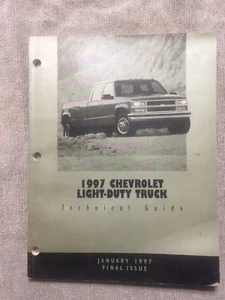 1997 CHEVROLET
LIGHT-DUTY TRUCK
Technical Guide
JANUARY 1997
FINAL ISSUE